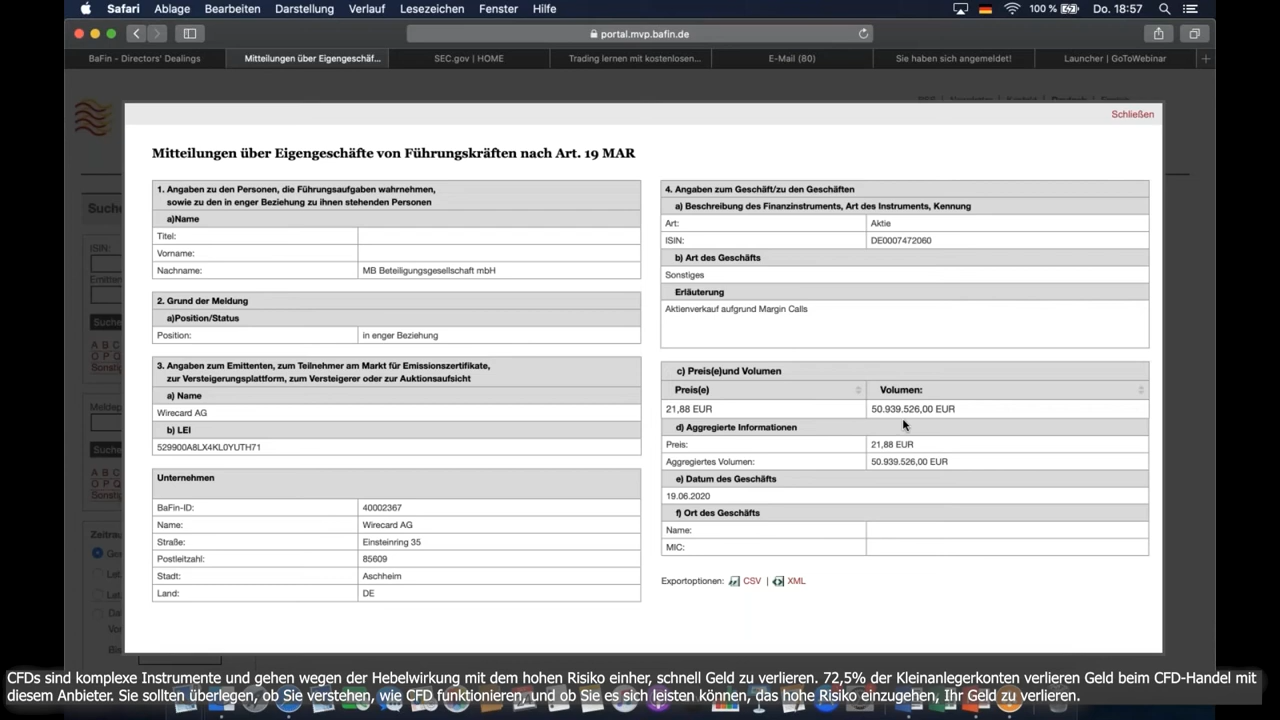 Safari Ablage Bearbeiten Darstellung Verlauf Lesezeichen Fenster Hilfe 100 % Do. 18:57
portal.mvp.bafin.de
BaFin - Directors' Dealings Mitteilungen über Eigengeschäf... SEC.gov | HOME Trading lernen mit kostenlosen... E-Mail (80) Sie haben sich angemeldet! Launcher | GoToWebinar
Schließen
Mitteilungen über Eigengeschäfte von Führungskräften nach Art. 19 MAR
1. Angaben zu den Personen, die Führungsaufgaben wahrnehmen,
sowie zu den in enger Beziehung zu ihnen stehenden Personen
a)Name
Titel:
Vorname:
Nachname: MB Beteiligungsgesellschaft mbH
2. Grund der Meldung
a)Position/Status
Position: in enger Beziehung
3. Angaben zum Emittenten, zum Teilnehmer am Markt für Emissionszertifikate,
zur Versteigerungsplattform, zum Versteigerer oder zur Auktionsaufsicht
a) Name
Wirecard AG
b) LEI
529900A8LX4KL0YUTH71
Unternehmen
BaFin-ID: 40002367
Name: Wirecard AG
Straße: Einsteinring 35
Postleitzahl: 85609
Stadt: Aschheim
Land: DE
4. Angaben zum Geschäft/zu den Geschäften
a) Beschreibung des Finanzinstruments, Art des Instruments, Kennung
Art: Aktie
ISIN: DE0007472060
b) Art des Geschäfts
Sonstiges
Erläuterung
Aktienverkauf aufgrund Margin Calls
c) Preis(e)und Volumen
Preis(e) Volumen:
21,88 EUR 50.939.526,00 EUR
d) Aggregierte Informationen
Preis: 21,88 EUR
Aggregiertes Volumen: 50.939.526,00 EUR
e) Datum des Geschäfts
19.06.2020
f) Ort des Geschäfts
Name:
MIC:
Exportoptionen: CSV | XML
Suche
ISIN:
Emitten
Suche
A B C
O P Q
Sonsti
Meldep
Suche
A B C
O P Q
Sonsti
Zeitrau
CFDs sind komplexe Instrumente und gehen wegen der Hebelwirkung mit dem hohen Risiko einher, schnell Geld zu verlieren. 72,5% der Kleinanlegerkonten verlieren Geld beim CFD-Handel mit
diesem Anbieter. Sie sollten überlegen, ob Sie verstehen, wie CFD funktionieren, und ob Sie es sich leisten können, das hohe Risiko einzugehen, Ihr Geld zu verlieren.